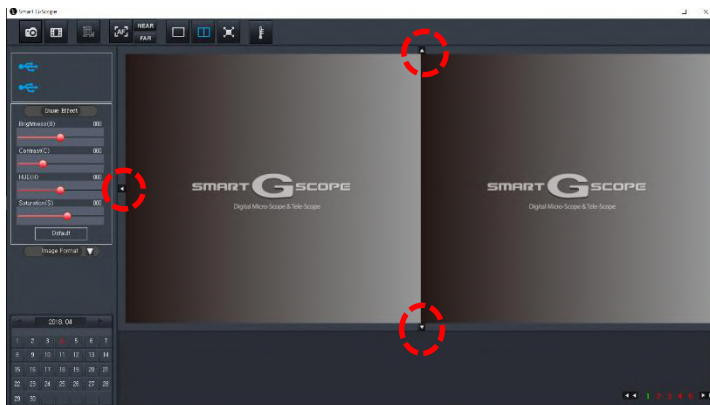 Smart G-Scope
AF NEAR
FAR
Image Effect
Brightness(B) 000
Contrast(C) 000
HUE(H) 000
Saturation(S) 000
Default
Image Format
SMART G SCOPE
Digital Micro-Scope & Tele-Scope
SMART G SCOPE
Digital Micro-Scope & Tele-Scope
2018. 04
1 2 3 4 5 6 7
8 9 10 11 12 13 14
15 16 17 18 19 20 21
22 23 24 25 26 27 28
29 30
1 2 3 4 5